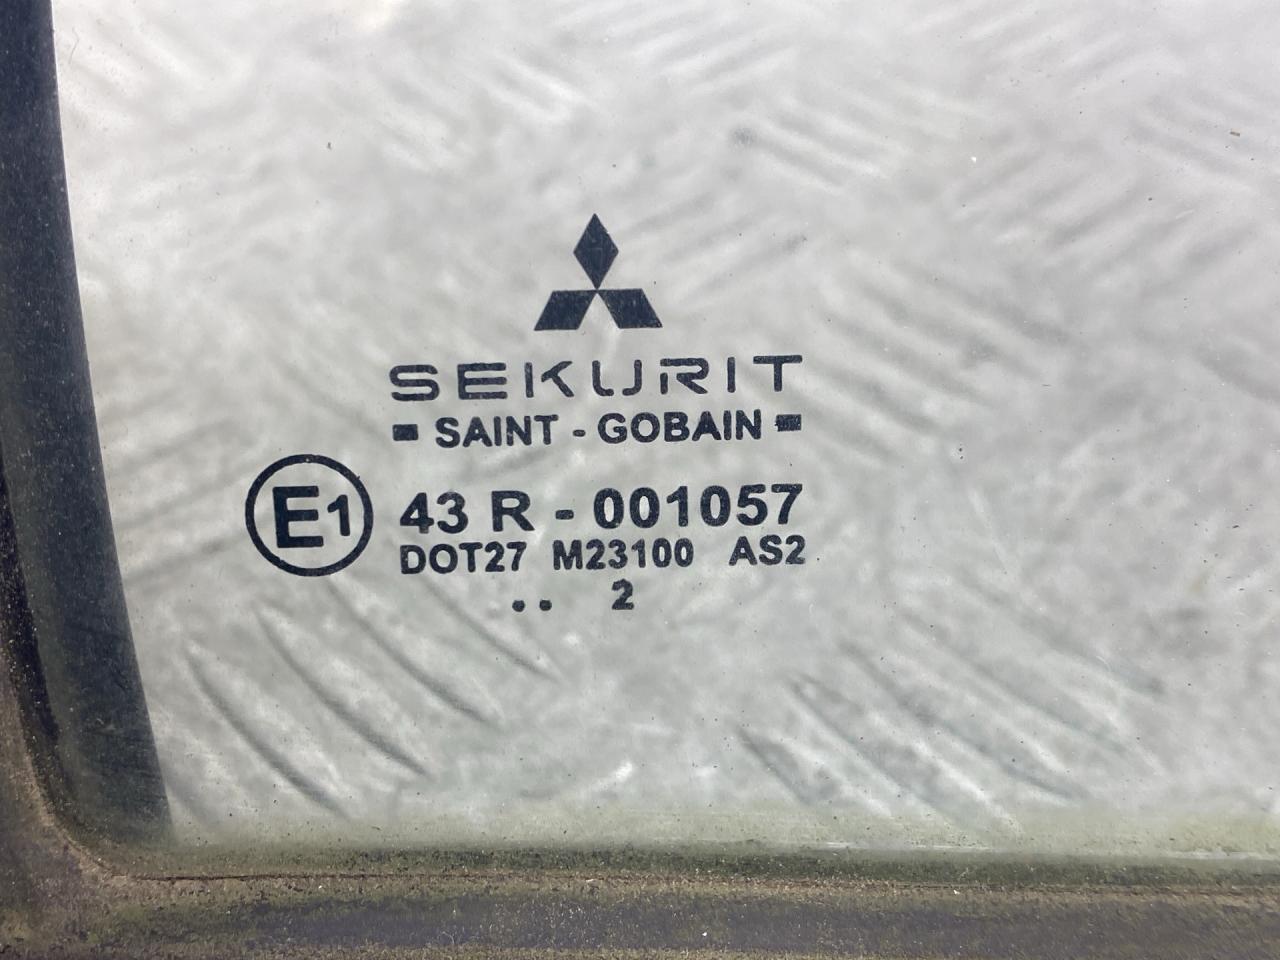 SEKURIT
SAINT - GOBAIN
E1 43 R - 001057
DOT27 M23100 AS2
.. 2